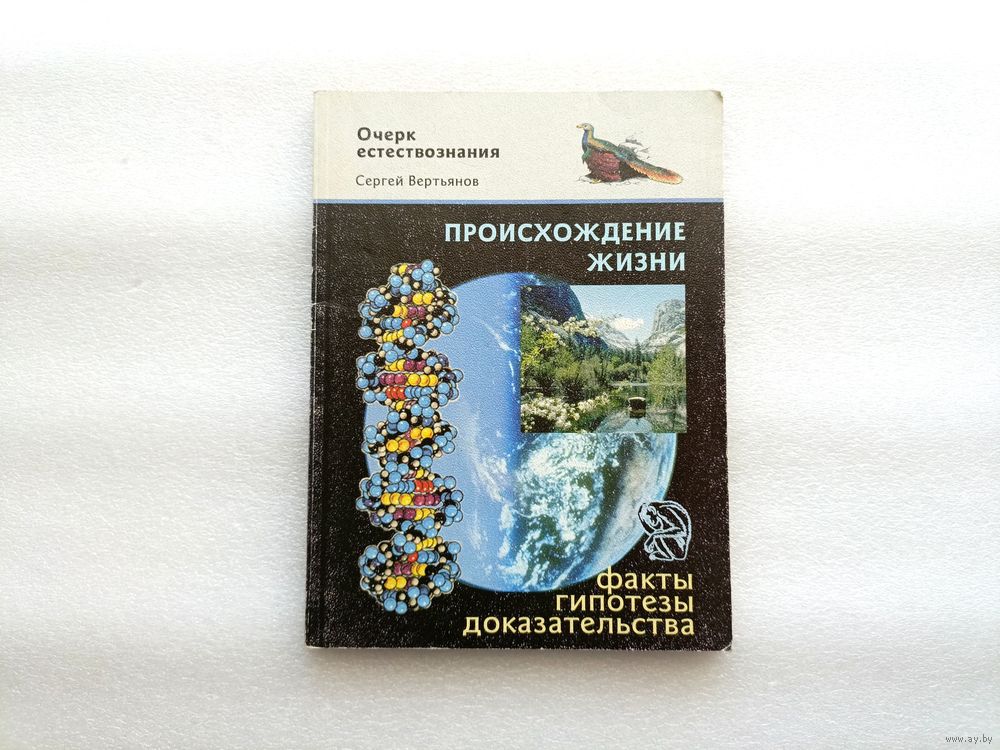 Очерк
естествознания
Сергей Вертьянов
ПРОИСХОЖДЕНИЕ
ЖИЗНИ
факты
гипотезы
доказательства
www.ay.by